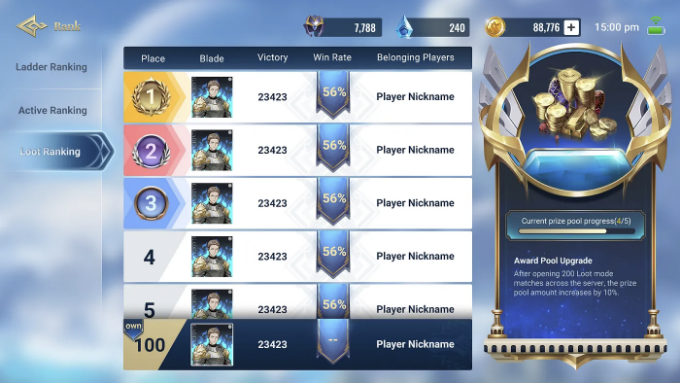 Rank
7,788
240
88,776
15:00 pm
Ladder Ranking
Active Ranking
Loot Ranking
Place Blade Victory Win Rate Belonging Players
1 23423 56% Player Nickname
2 23423 56% Player Nickname
3 23423 56% Player Nickname
4 23423 56% Player Nickname
5 23423 56% Player Nickname
own
100 23423 -- Player Nickname
Current prize pool progress(4/5)
Award Pool Upgrade
After opening 200 Loot mode
matches across the server, the prize
pool amount increases by 10%.